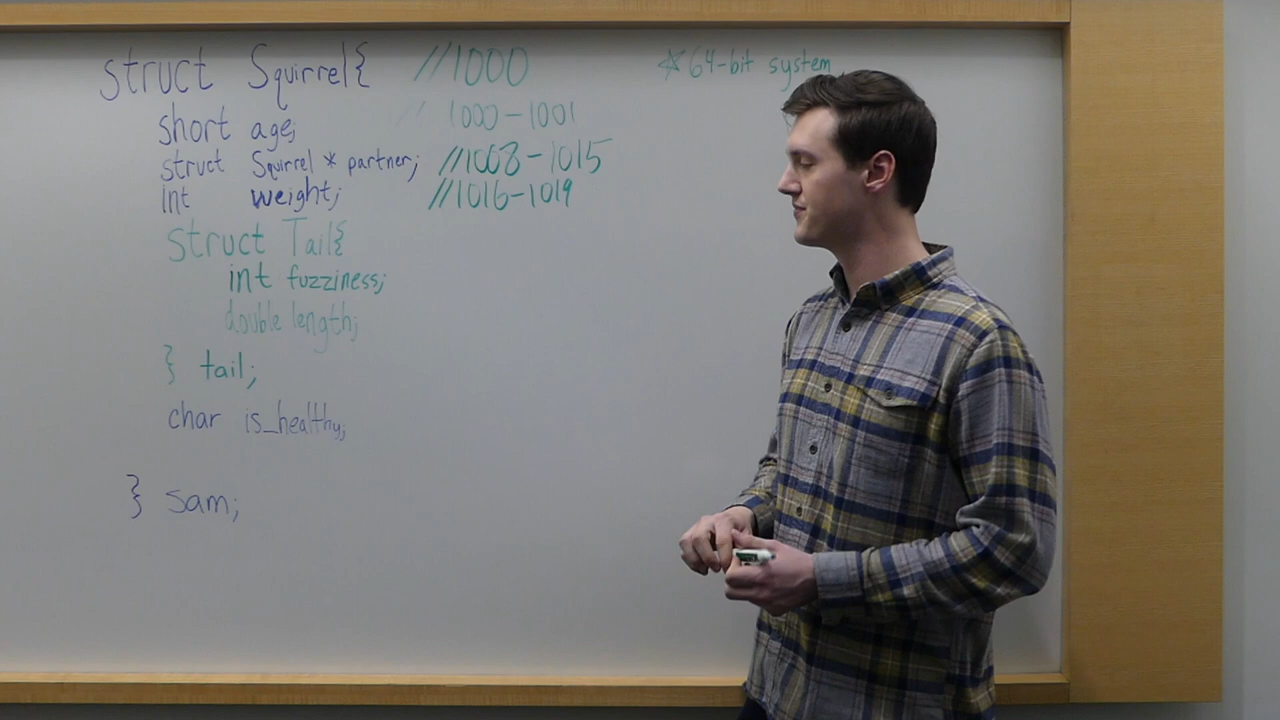 struct Squirrel{ //1000
*64-bit system
short age; // 1000-1001
struct Squirrel * partner; //1008-1015
int weight; //1016-1019
struct Tail{
int fuzziness;
double length;
} tail;
char is_healthy;
} sam;